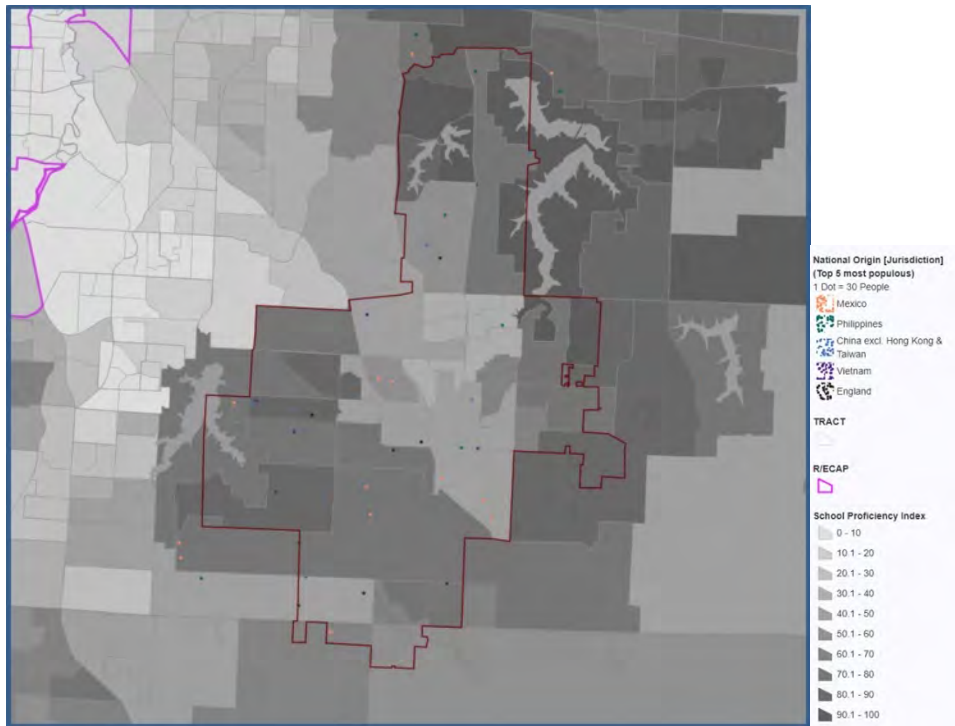 National Origin [Jurisdiction]
(Top 5 most populous)
1 Dot = 30 People
Mexico
Philippines
China excl. Hong Kong &
Taiwan
Vietnam
England
TRACT
R/ECAP
School Proficiency Index
0 - 10
10.1 - 20
20.1 - 30
30.1 - 40
40.1 - 50
50.1 - 60
60.1 - 70
70.1 - 80
80.1 - 90
90.1 - 100